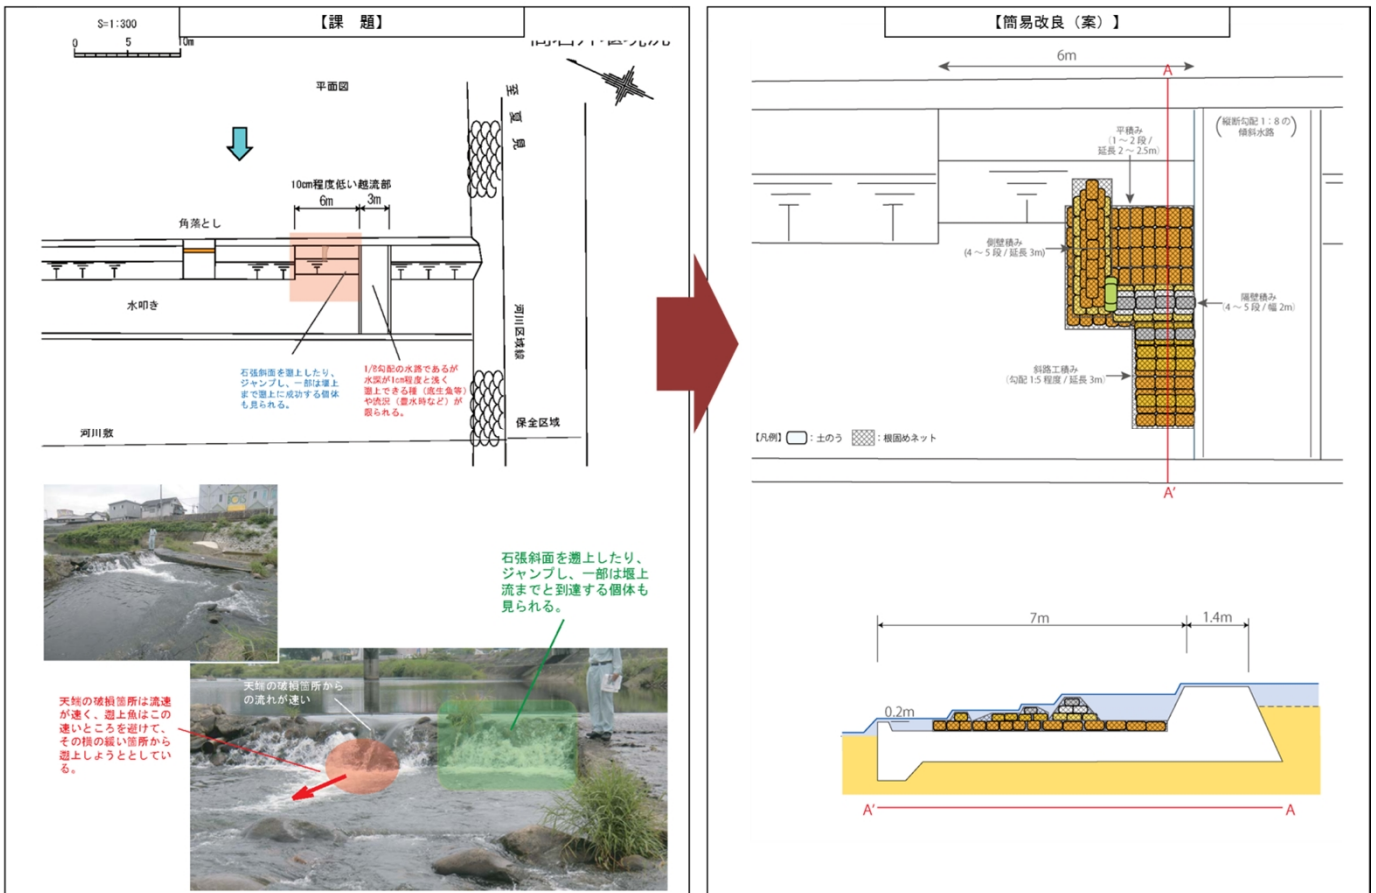 【課　題】
S=1:300
0 5 10m
平面図
至夏見
10cm程度低い越流部
6m 3m
角落とし
水叩き
河川区域線
石張斜面を遡上したり、
ジャンプし、一部は堰上
まで遡上に成功する個体
も見られる。
1/8勾配の水路であるが
水深が1cm程度と浅く
遡上できる種（底生魚等）
や流況（豊水時など）が
限られる。
河川敷
保全区域
石張斜面を遡上したり、
ジャンプし、一部は堰上
流までと到達する個体も
見られる。
天端の破損箇所から
の流れが速い
天端の破損箇所は流速
が速く、遡上魚はこの
速いところを避けて、
その横の緩い箇所から
遡上しようととしてい
る。
【簡易改良（案）】
6m
A
（縦断勾配 1：8 の
傾斜水路）
平積み
（1～2段 /
延長 2～2.5m）
側壁積み
（4～5段 / 延長 3m）
隔壁積み
（4～5段 / 幅 2m）
斜路工積み
（勾配 1:5 程度 / 延長 3m）
【凡例】 ：土のう ：根固めネット
A'
7m 1.4m
0.2m
A' A